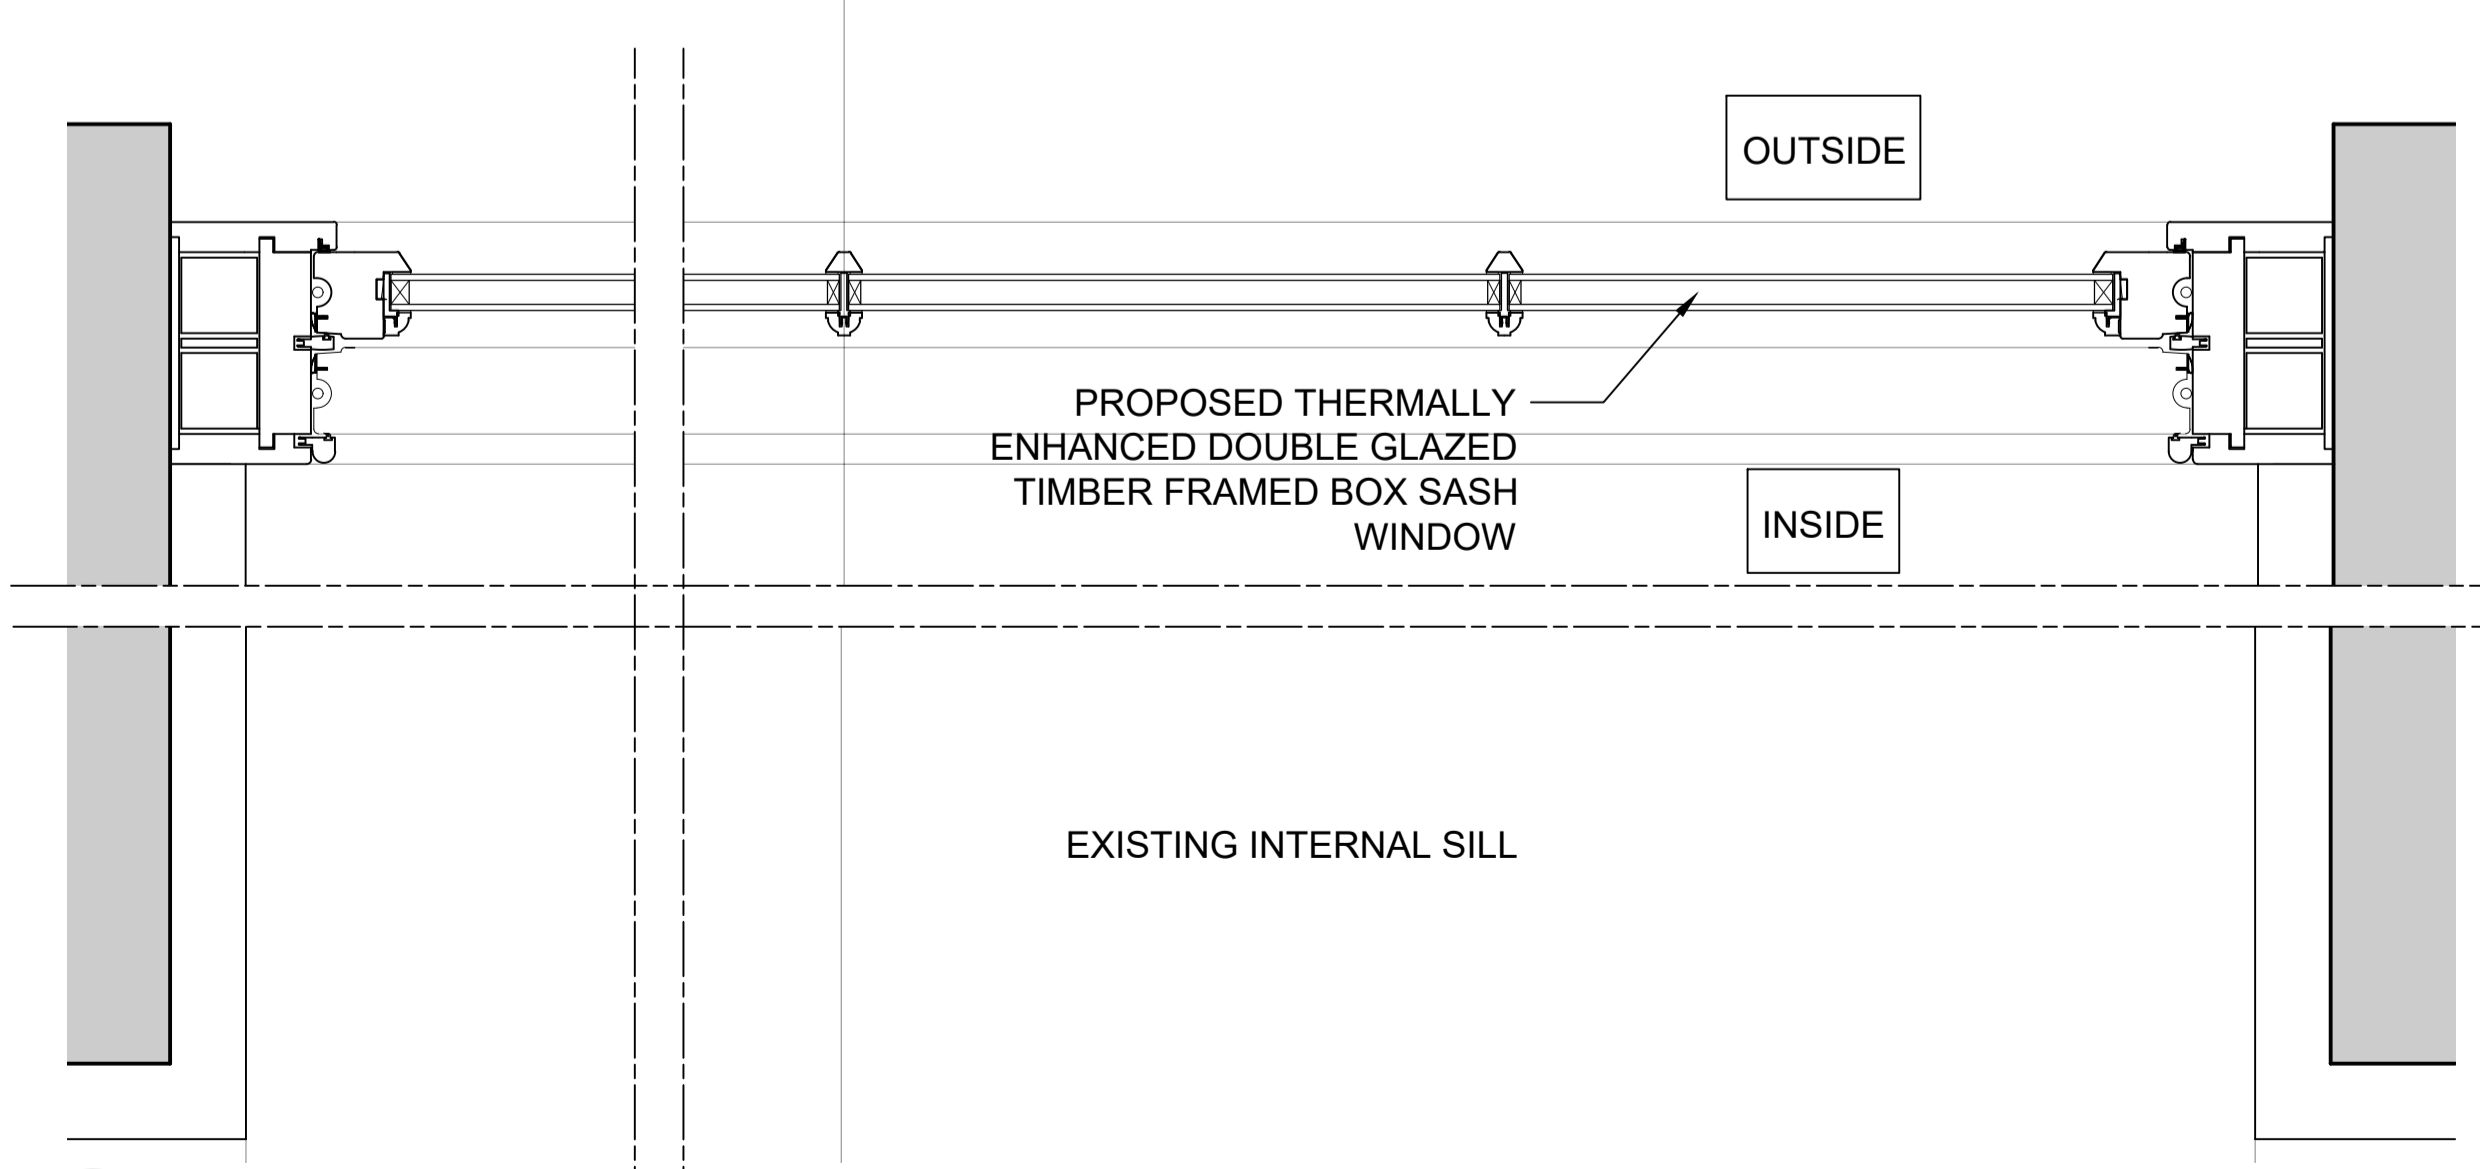 OUTSIDE
PROPOSED THERMALLY
ENHANCED DOUBLE GLAZED
TIMBER FRAMED BOX SASH
WINDOW
INSIDE
EXISTING INTERNAL SILL